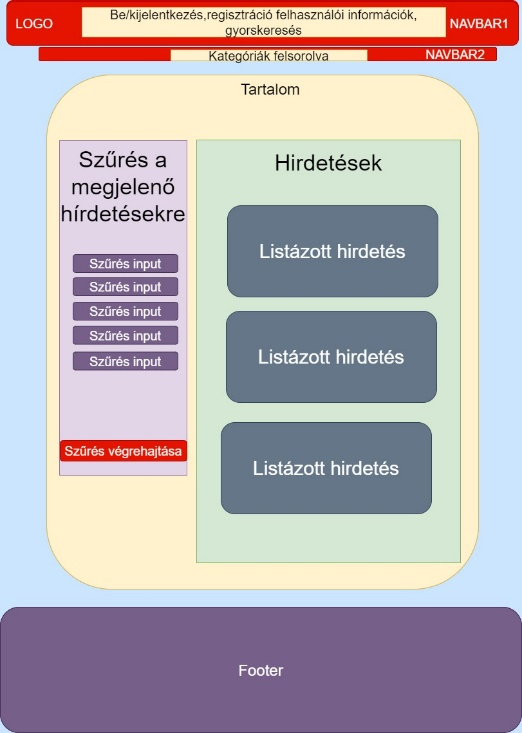 LOGO
Be/kijelentkezés,regisztráció felhasználói információk,
gyorskeresés
NAVBAR1
Kategóriák felsorolva
NAVBAR2
Tartalom
Szűrés a
megjelenő
hírdetésekre
Szűrés input
Szűrés input
Szűrés input
Szűrés input
Szűrés input
Szűrés végrehajtása
Hirdetések
Listázott hirdetés
Listázott hirdetés
Listázott hirdetés
Footer